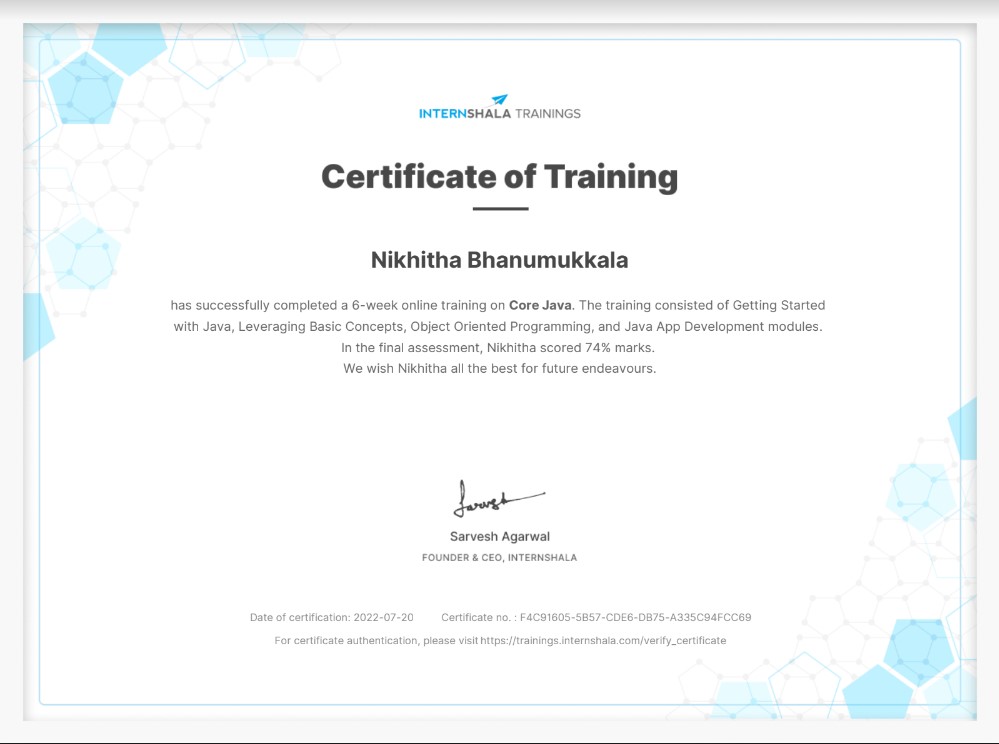 INTERNSHALA TRAININGS
Certificate of Training
Nikhitha Bhanumukkala
has successfully completed a 6-week online training on Core Java. The training consisted of Getting Started
with Java, Leveraging Basic Concepts, Object Oriented Programming, and Java App Development modules.
In the final assessment, Nikhitha scored 74% marks.
We wish Nikhitha all the best for future endeavours.
Sarvesh
Sarvesh Agarwal
FOUNDER & CEO, INTERNSHALA
Date of certification: 2022-07-20 Certificate no. : F4C91605-5B57-CDE6-DB75-A335C94FCC69
For certificate authentication, please visit https://trainings.internshala.com/verify_certificate